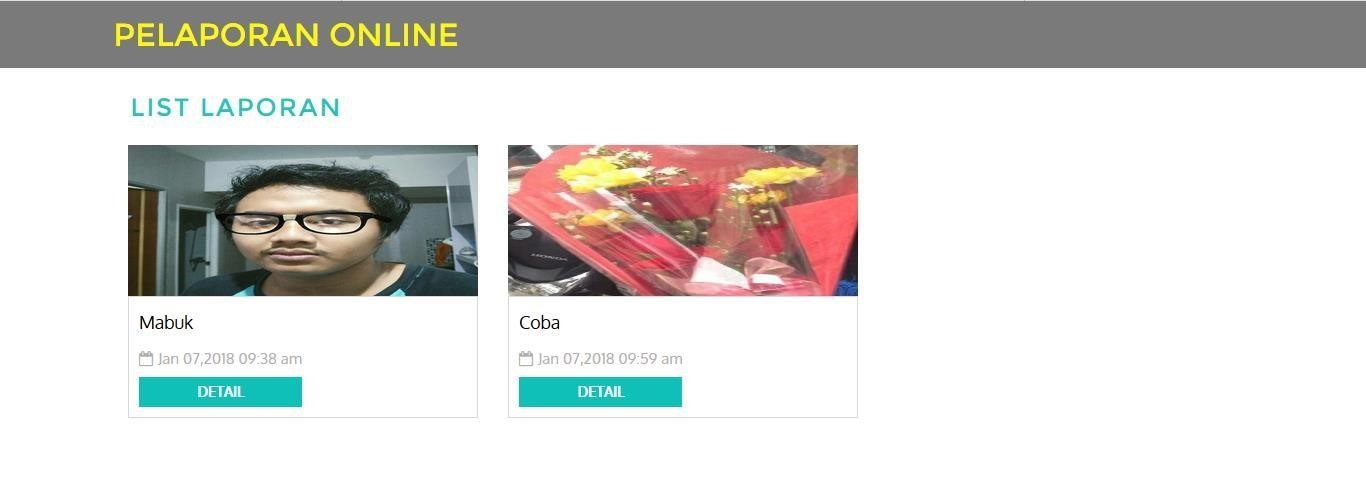 PELAPORAN ONLINE
LIST LAPORAN
HONDA
Mabuk
Jan 07,2018 09:38 am
DETAIL
Coba
Jan 07,2018 09:59 am
DETAIL